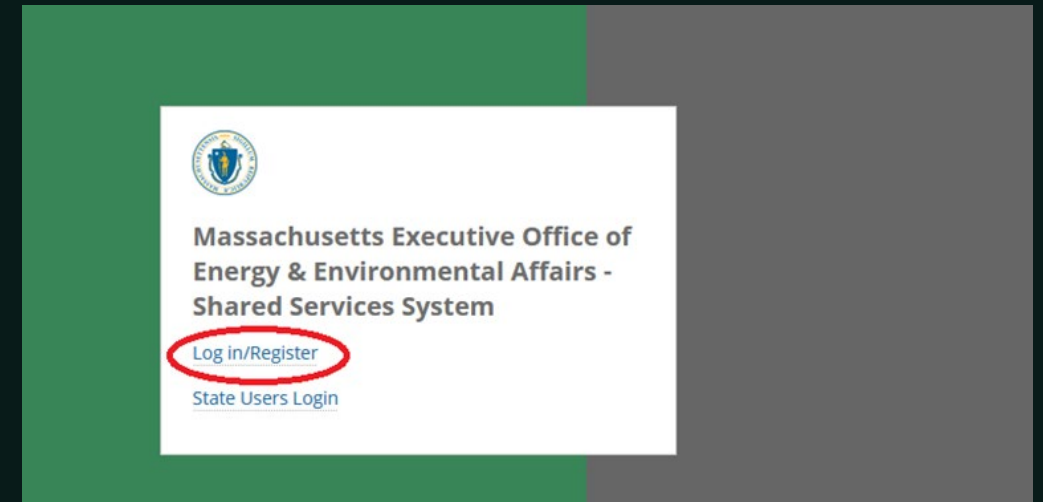 Massachusetts Executive Office of
Energy & Environmental Affairs -
Shared Services System
Log in/Register
State Users Login